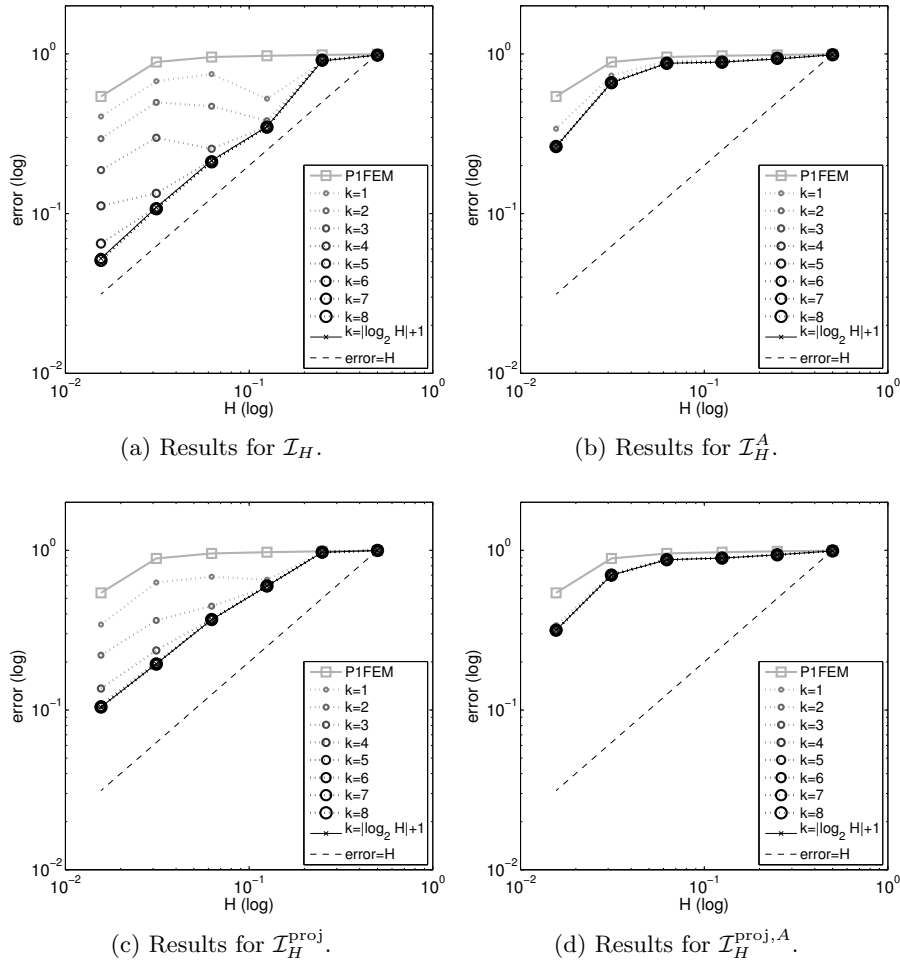 10^0
10^-1
10^-2
error (log)
10^-2
10^-1
10^0
H (log)
P1FEM
k=1
k=2
k=3
k=4
k=5
k=6
k=7
k=8
k=|log_2 H|+1
error=H
(a) Results for 𝓘_H.
10^0
10^-1
10^-2
error (log)
10^-2
10^-1
10^0
H (log)
P1FEM
k=1
k=2
k=3
k=4
k=5
k=6
k=7
k=8
k=|log_2 H|+1
error=H
(b) Results for 𝓘_H^A.
10^0
10^-1
10^-2
error (log)
10^-2
10^-1
10^0
H (log)
P1FEM
k=1
k=2
k=3
k=4
k=5
k=6
k=7
k=8
k=|log_2 H|+1
error=H
(c) Results for 𝓘_H^proj.
10^0
10^-1
10^-2
error (log)
10^-2
10^-1
10^0
H (log)
P1FEM
k=1
k=2
k=3
k=4
k=5
k=6
k=7
k=8
k=|log_2 H|+1
error=H
(d) Results for 𝓘_H^proj,A.